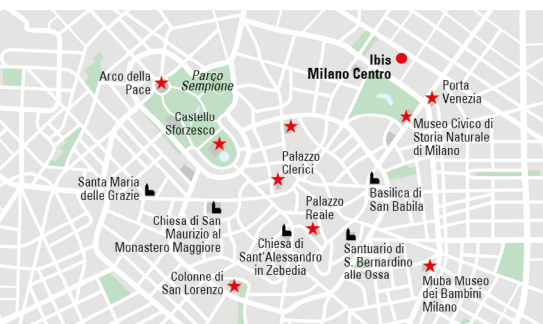 Ibis
Milano Centro
Arco della
Pace
Parco
Sempione
Porta
Venezia
Castello
Sforzesco
Museo Civico di
Storia Naturale
di Milano
Palazzo
Clerici
Santa Maria
delle Grazie
Basilica di
San Babila
Palazzo
Reale
Chiesa di San
Maurizio al
Monastero Maggiore
Chiesa di
Sant'Alessandro
in Zebedia
Santuario di
S. Bernardino
alle Ossa
Colonne di
San Lorenzo
Muba Museo
dei Bambini
Milano